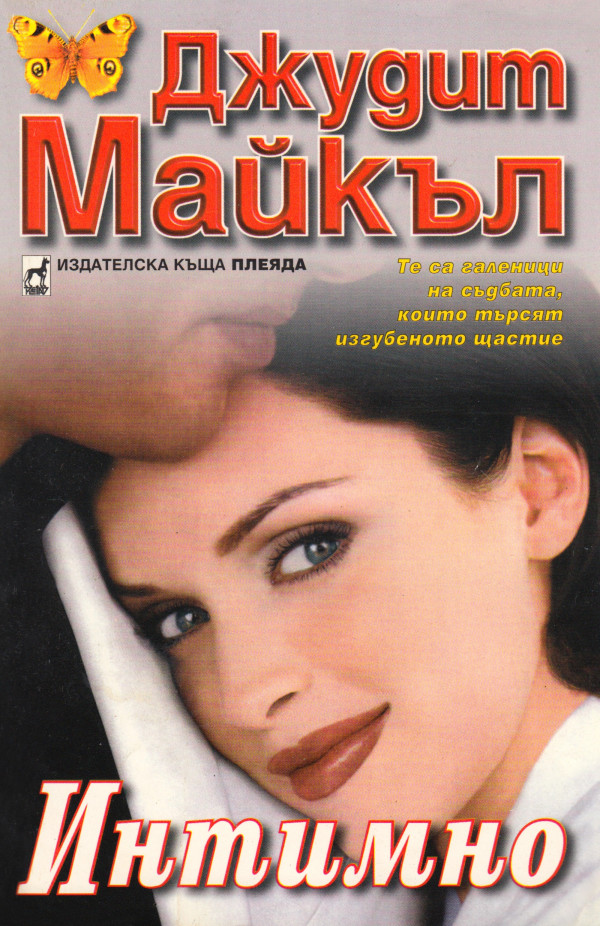 Джудит
Майкъл
ИЗДАТЕЛСКА КЪЩА ПЛЕЯДА
Те са галеници
на съдбата,
които търсят
изгубеното щастие
Интимно